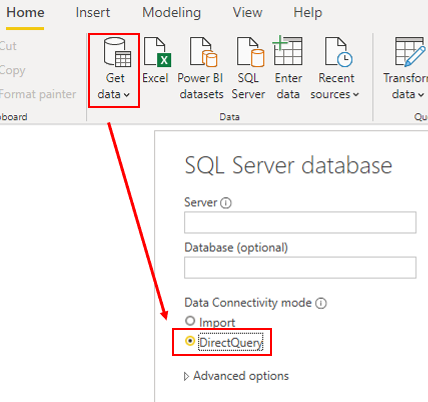 Home Insert Modeling View Help
Cut
Copy
Format painter
Get data
Excel
Power BI datasets
SQL Server
Enter data
Recent sources
Transform data
board
Data
Qu
SQL Server database
Server
Database (optional)
Data Connectivity mode
Import
DirectQuery
Advanced options